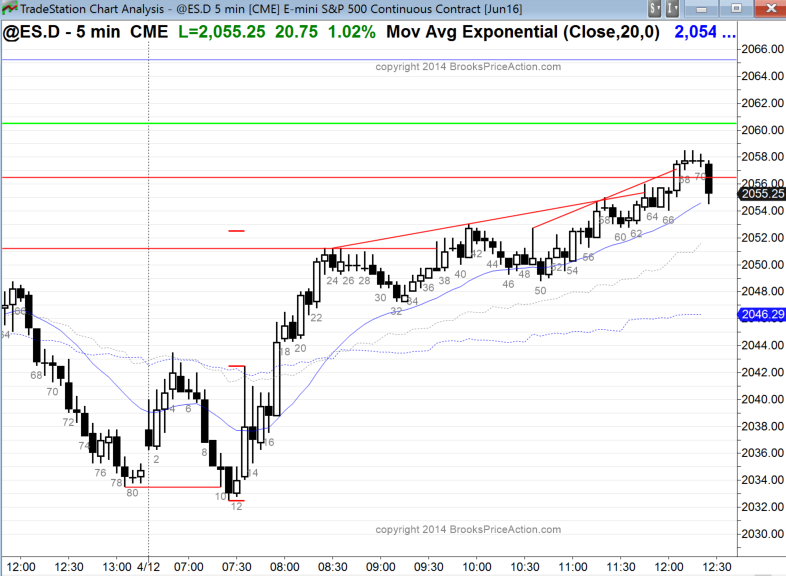 TradeStation Chart Analysis - @ES.D 5 min [CME] E-mini S&P 500 Continuous Contract [Jun16]
@ES.D - 5 min CME L=2,055.25 20.75 1.02% Mov Avg Exponential (Close,20,0) 2,054 ...
copyright 2014 BrooksPriceAction.com
2066.00
2064.00
2062.00
2060.00
2058.00
2056.00
2055.25
2054.00
2052.00
2050.00
2048.00
2046.29
2044.00
2042.00
2040.00
2038.00
2036.00
2034.00
2032.00
2030.00
64 66 68 70 72 74 76 78 80
2 4 6 8 10 12 14 16 18 20 22 24 26 28 30 32 34 36 38 40 42 44 46 48 50 52 54 56 58 60 62 64 66 68 70
copyright 2014 BrooksPriceAction.com
12:00 12:30 13:00 4/12 07:00 07:30 08:00 08:30 09:00 09:30 10:00 10:30 11:00 11:30 12:00 12:30